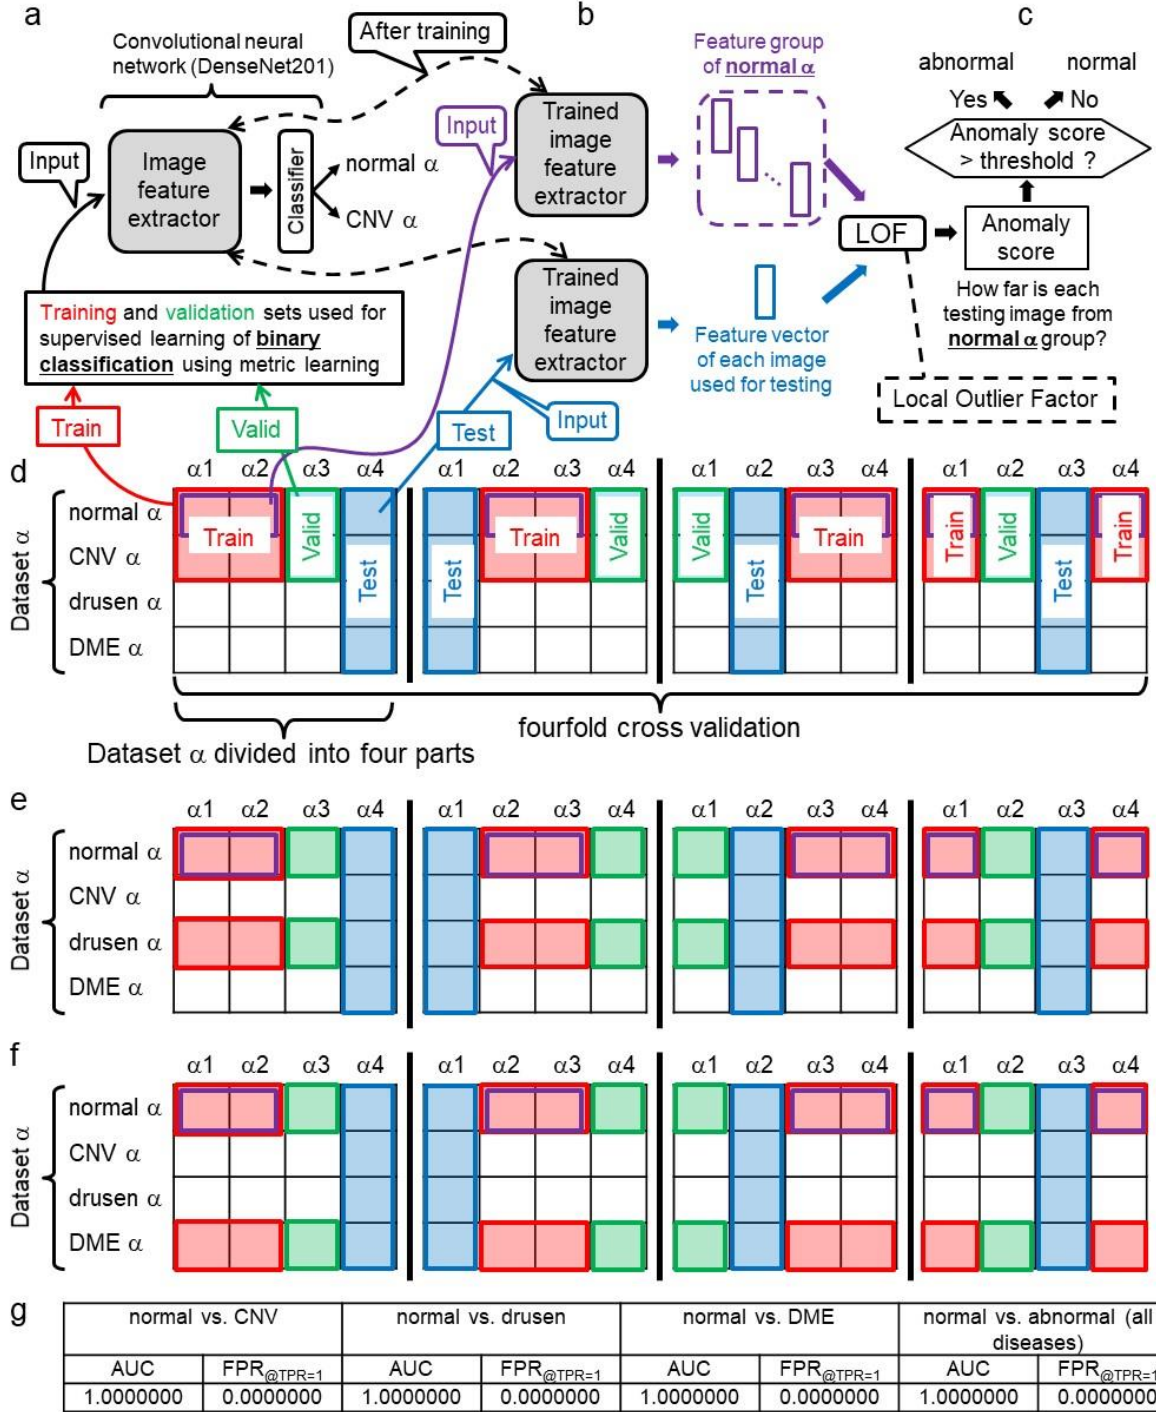 a
Convolutional neural
network (DenseNet201)
After training
Input
Image
feature
extractor
Classifier
normal α
CNV α
Training and validation sets used for
supervised learning of binary
classification using metric learning
Train
Valid
b
Input
Trained
image
feature
extractor
Trained
image
feature
extractor
Test
Input
Feature group
of normal α
Feature vector
of each image
used for testing
c
abnormal
normal
Yes
No
Anomaly score
> threshold ?
LOF
Anomaly
score
How far is each
testing image from
normal α group?
Local Outlier Factor
d
α1 α2 α3 α4 α1 α2 α3 α4 α1 α2 α3 α4 α1 α2 α3 α4
Dataset α
normal α
CNV α
drusen α
DME α
Train Valid Test Test Train Valid Valid Test Train Train Valid Test Train
fourfold cross validation
Dataset α divided into four parts
e
α1 α2 α3 α4 α1 α2 α3 α4 α1 α2 α3 α4 α1 α2 α3 α4
Dataset α
normal α
CNV α
drusen α
DME α
f
α1 α2 α3 α4 α1 α2 α3 α4 α1 α2 α3 α4 α1 α2 α3 α4
Dataset α
normal α
CNV α
drusen α
DME α
g
normal vs. CNV normal vs. drusen normal vs. DME normal vs. abnormal (all
diseases)
AUC FPR@TPR=1 AUC FPR@TPR=1 AUC FPR@TPR=1 AUC FPR@TPR=1
1.0000000 0.0000000 1.0000000 0.0000000 1.0000000 0.0000000 1.0000000 0.0000000